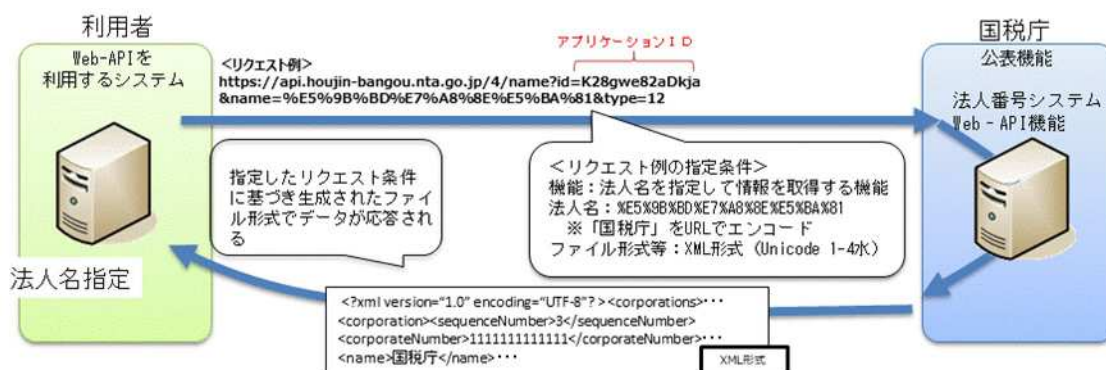 利用者
Web-APIを
利用するシステム
法人名指定
アプリケーションＩＤ
<リクエスト例>
https://api.houjin-bangou.nta.go.jp/4/name?id=K28gwe82aDkja
&name=%E5%9B%BD%E7%A8%8E%E5%BA%81&type=12
指定したリクエスト条件
に基づき生成されたファイ
ル形式でデータが応答され
る
＜リクエスト例の指定条件＞
機能：法人名を指定して情報を取得する機能
法人名：%E5%9B%BD%E7%A8%8E%E5%BA%81
※「国税庁」をURLでエンコード
ファイル形式等：XML形式（Unicode 1-4水）
国税庁
公表機能
法人番号システム
Web‐API機能
<?xml version="1.0" encoding="UTF-8"? ><corporations>･･･
<corporation><sequenceNumber>3</sequenceNumber>
<corporateNumber>1111111111111</corporateNumber>･･･
<name>国税庁</name>･･･
XML形式